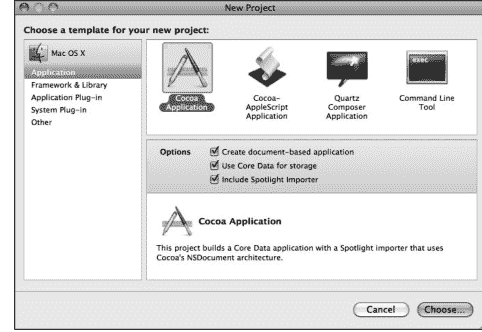 New Project
Choose a template for your new project:
Mac OS X
Application
Framework & Library
Application Plug-in
System Plug-in
Other
Cocoa
Application
Cocoa-
AppleScript
Application
Quartz
Composer
Application
exec
Command Line
Tool
Options
Create document-based application
Use Core Data for storage
Include Spotlight Importer
Cocoa Application
This project builds a Core Data application with a Spotlight importer that uses
Cocoa's NSDocument architecture.
Cancel
Choose...